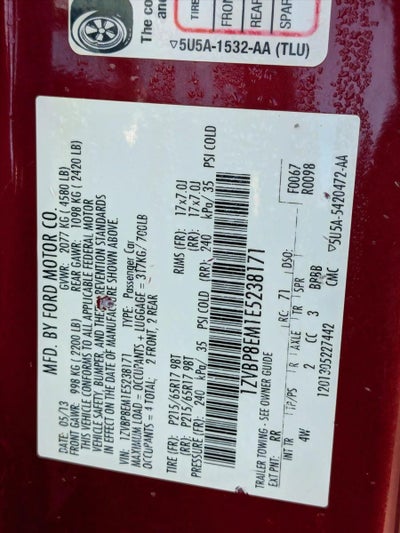 The co
and
TIRE
FRON
REAR
SPAR
▽5U5A-1532-AA (TLU)
MFD. BY FORD MOTOR CO.
DATE: 05/13 GVWR: 2077 KG ( 4580 LB)
FRONT GAWR: 998 KG ( 2200 LB) REAR GAWR: 1098 KG ( 2420 LB)
THIS VEHICLE CONFORMS TO ALL APPLICABLE FEDERAL MOTOR
VEHICLE SAFETY, BUMPER, AND THEFT PREVENTION STANDARDS
IN EFFECT ON THE DATE OF MANUFACTURE SHOWN ABOVE.
VIN: 1ZVBP8EM1E5238171 TYPE: Passenger Car
MAXIMUM LOAD = OCCUPANTS + LUGGAGE = 317KG/ 700LB
OCCUPANTS = 4 TOTAL; 2 FRONT, 2 REAR
TIRE (FR): P215/65R17 98T RIMS (FR): 17x7.0J
(RR): P215/65R17 98T (RR): 17x7.0J
PRESSURE (FR): 240 kPa/ 35 PSI COLD (RR): 240 kPa/ 35 PSI COLD
1ZVBP8EM1E5238171
TRAILER TOWING - SEE OWNER GUIDE
EXT PNT: RR RC: 71 DSO: F0067
R0098
INT TR TP/PS R AXLE TR SPR
4W 2 CC 3 BPBB
1Z01305227442 CMC ▽5U5A-5420472-AA